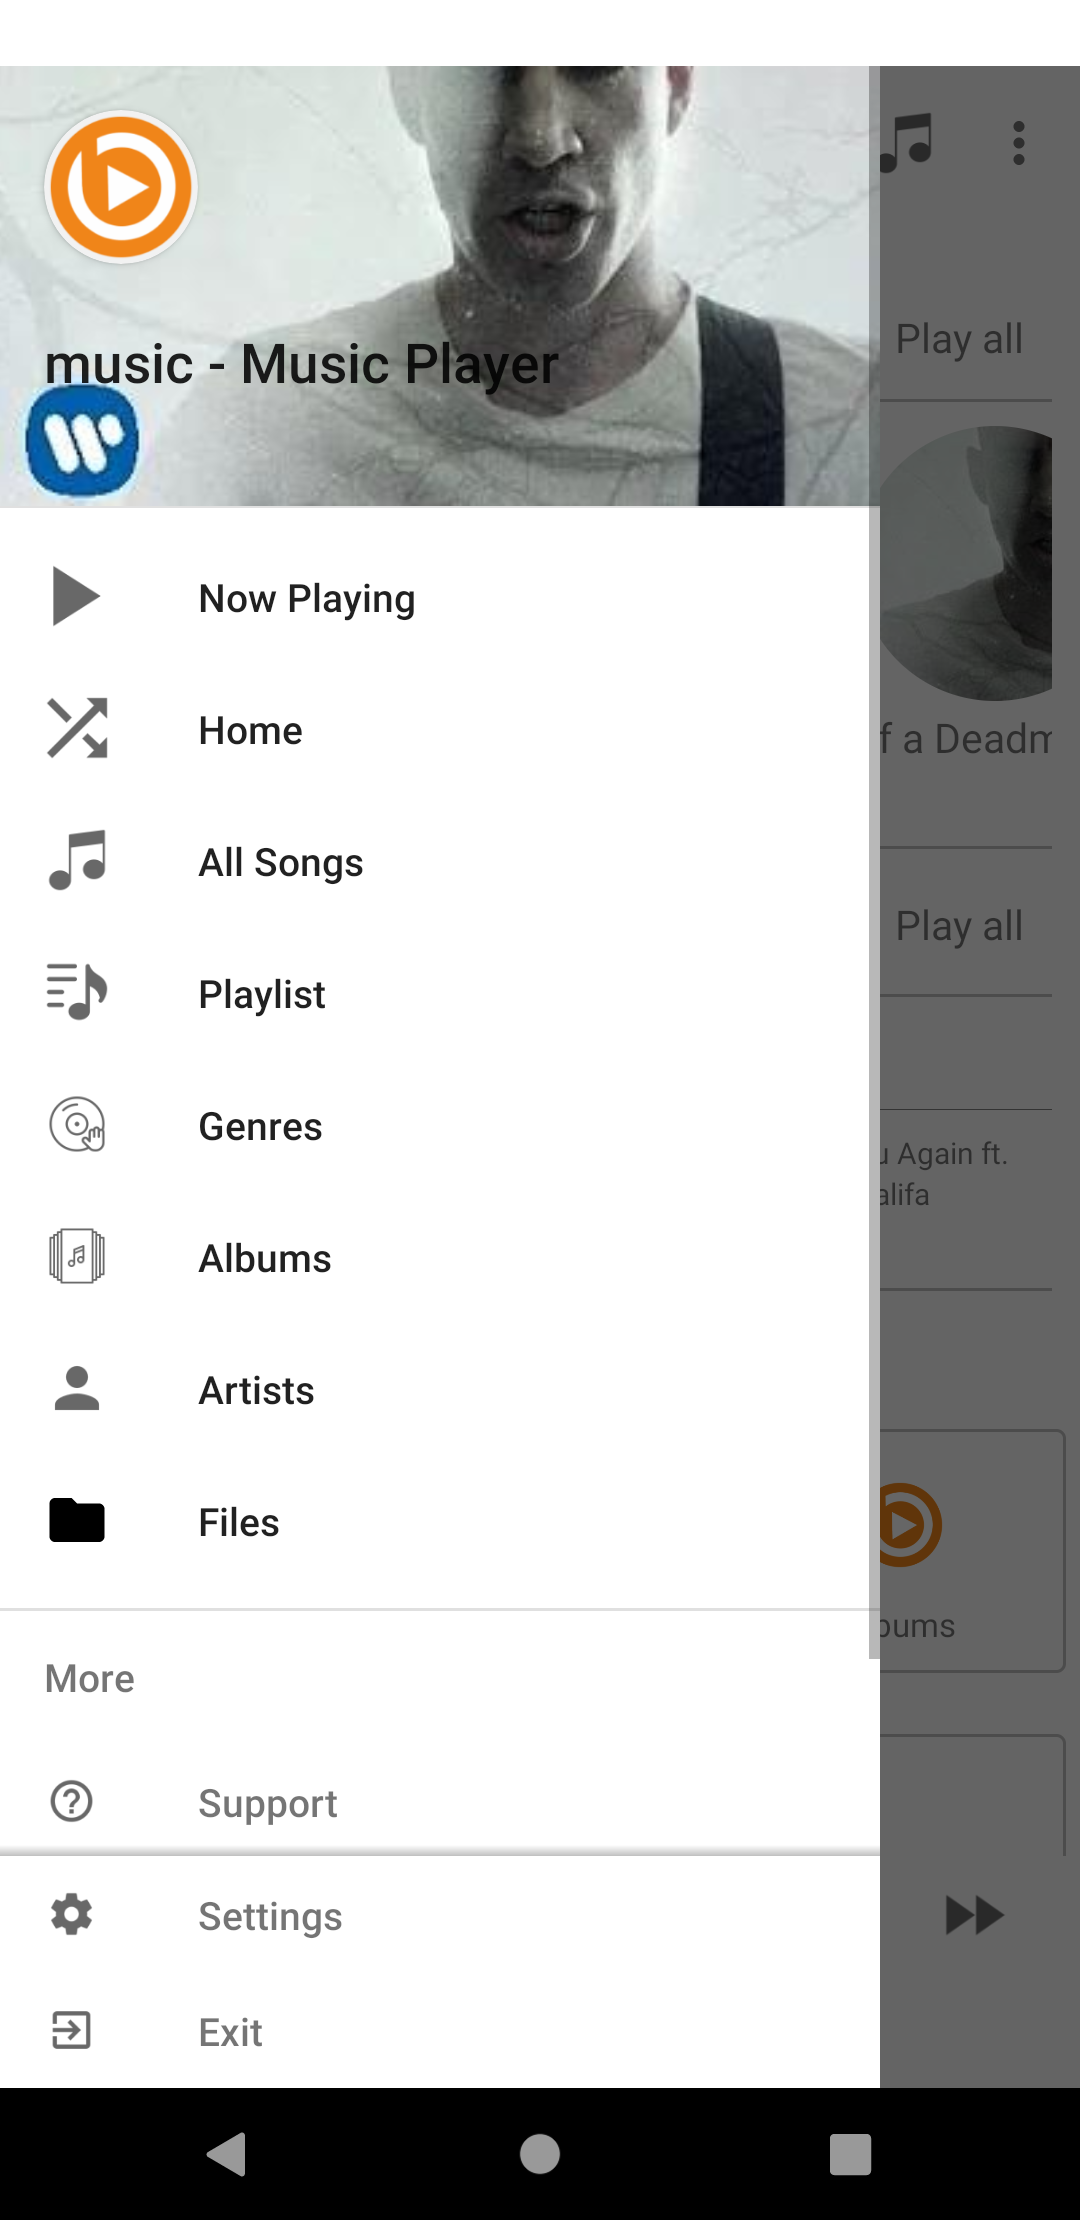 music - Music Player
Now Playing
Home
All Songs
Playlist
Genres
Albums
Artists
Files
More
Support
Settings
Exit
Play all
f a Deadm
Play all
u Again ft.
alifa
bums